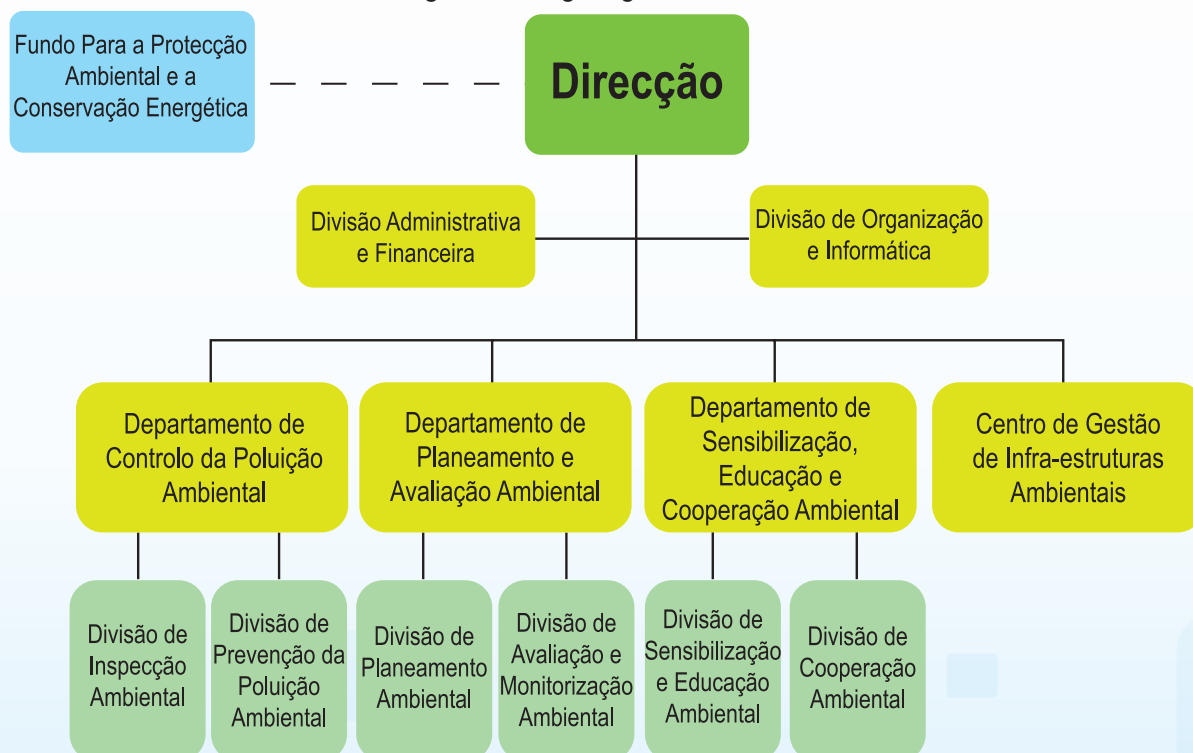 Fundo Para a Protecção
Ambiental e a
Conservação Energética
Direcção
Divisão Administrativa
e Financeira
Divisão de Organização
e Informática
Departamento de
Controlo da Poluição
Ambiental
Departamento de
Planeamento e
Avaliação Ambiental
Departamento de
Sensibilização,
Educação e
Cooperação Ambiental
Centro de Gestão
de Infra-estruturas
Ambientais
Divisão de
Inspecção
Ambiental
Divisão de
Prevenção da
Poluição
Ambiental
Divisão de
Planeamento
Ambiental
Divisão de
Avaliação e
Monitorização
Ambiental
Divisão de
Sensibilização
e Educação
Ambiental
Divisão de
Cooperação
Ambiental